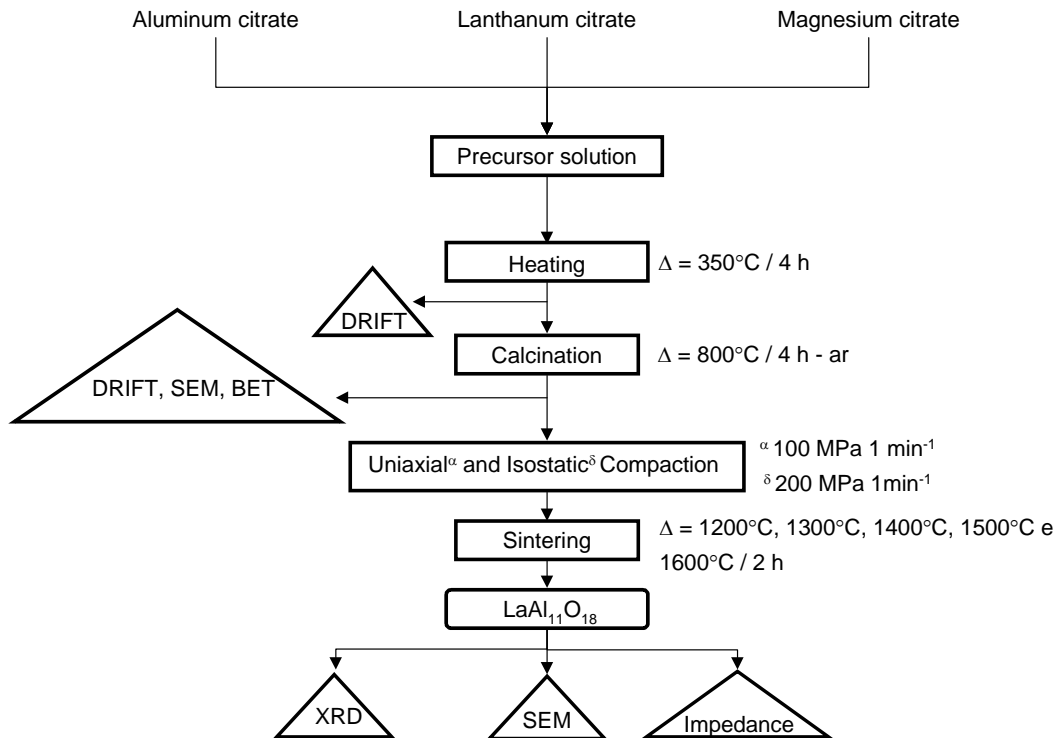 Aluminum citrate
Lanthanum citrate
Magnesium citrate
Precursor solution
Heating
Δ = 350°C / 4 h
DRIFT
Calcination
Δ = 800°C / 4 h - ar
DRIFT, SEM, BET
Uniaxialᵅ and Isostaticᵟ Compaction
ᵅ 100 MPa 1 min⁻¹
ᵟ 200 MPa 1min⁻¹
Sintering
Δ = 1200°C, 1300°C, 1400°C, 1500°C e
1600°C / 2 h
LaAl₁₁O₁₈
XRD
SEM
Impedance